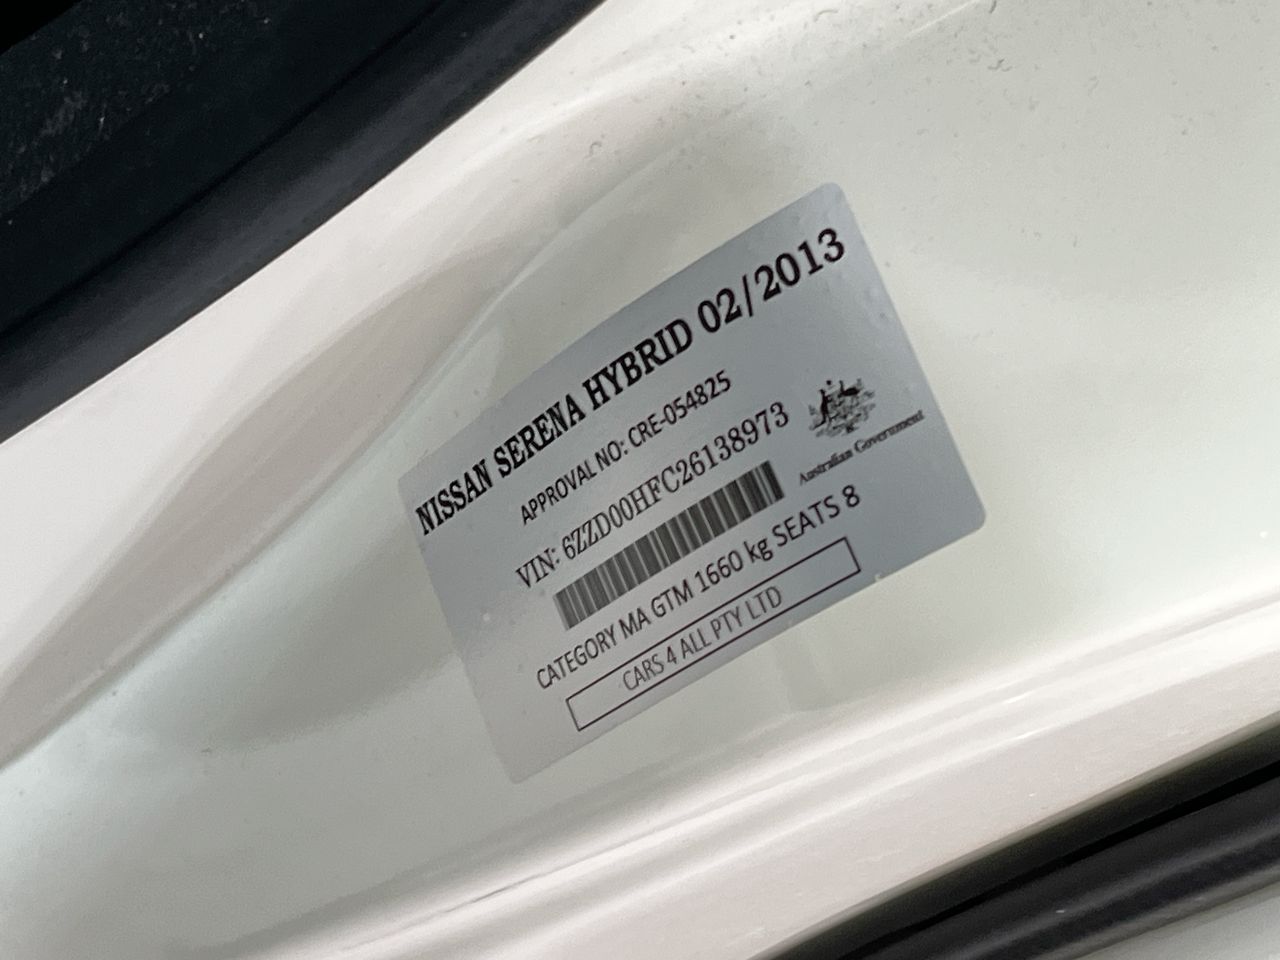 NISSAN SERENA HYBRID 02/2013
APPROVAL NO: CRE-054825
VIN: 6ZZD00HFC26138973
Australian Government
CATEGORY MA GTM 1660 kg SEATS 8
CARS 4 ALL PTY LTD